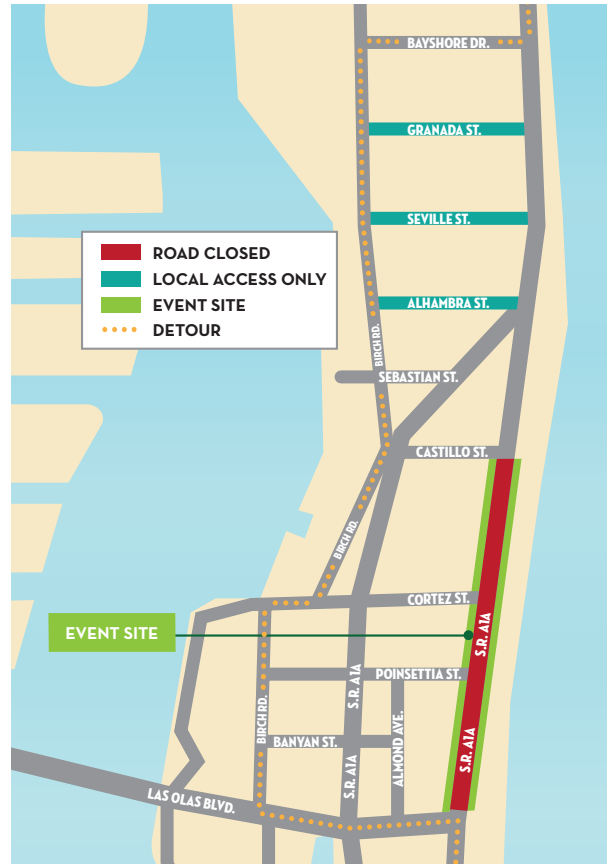 BAYSHORE DR.
GRANADA ST.
SEVILLE ST.
ROAD CLOSED
LOCAL ACCESS ONLY
EVENT SITE
DETOUR
ALHAMBRA ST.
BIRCH RD.
SEBASTIAN ST.
CASTILLO ST.
BIRCH RD.
CORTEZ ST.
EVENT SITE
S.R. A1A
POINSETTIA ST.
S.R. A1A
BIRCH RD.
BANYAN ST.
ALMOND AVE.
S.R. A1A
S.R. A1A
LAS OLAS BLVD.